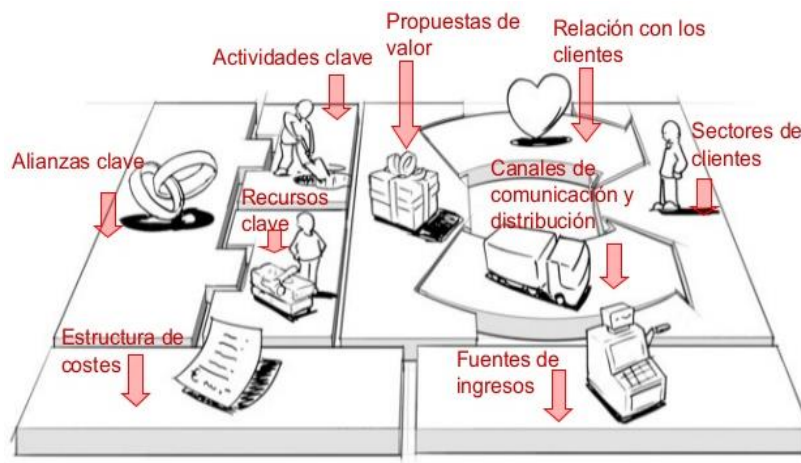 Propuestas de
valor
Relación con los
clientes
Actividades clave
Alianzas clave
Recursos
clave
Canales de
comunicación y
distribución
Sectores de
clientes
Estructura de
costes
Fuentes de
ingresos